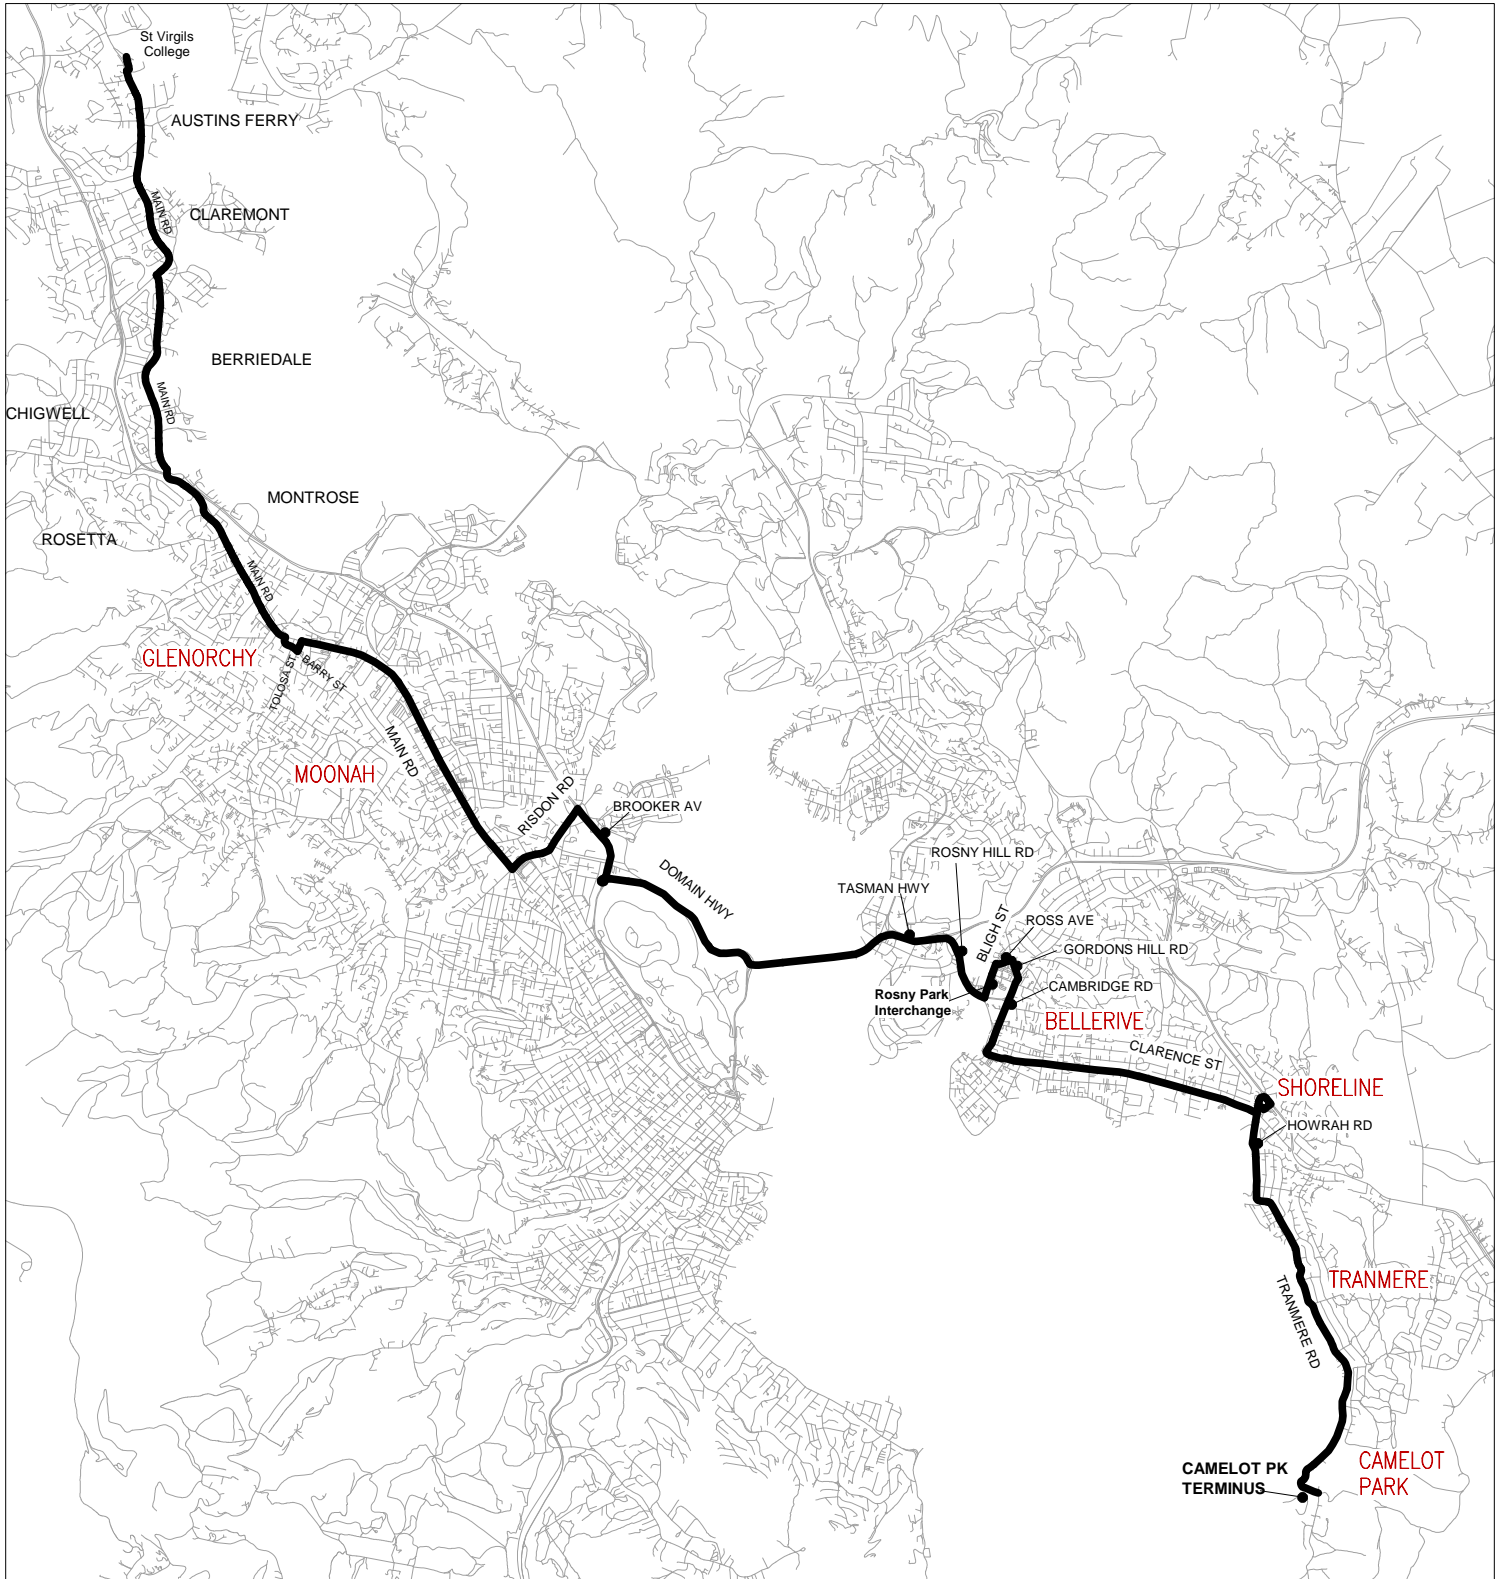 St Virgils
College
AUSTINS FERRY
MAIN RD
CLAREMONT
BERRIEDALE
MAIN RD
CHIGWELL
MONTROSE
ROSETTA
MAIN RD
GLENORCHY
TOLOSA ST
BARRY ST
MAIN RD
MOONAH
RISDON RD
BROOKER AV
DOMAIN HWY
ROSNY HILL RD
TASMAN HWY
BLIGH ST
ROSS AVE
GORDONS HILL RD
Rosny Park
Interchange
CAMBRIDGE RD
BELLERIVE
CLARENCE ST
SHORELINE
HOWRAH RD
TRANMERE
TRANMERE RD
CAMELOT PK
TERMINUS
CAMELOT
PARK